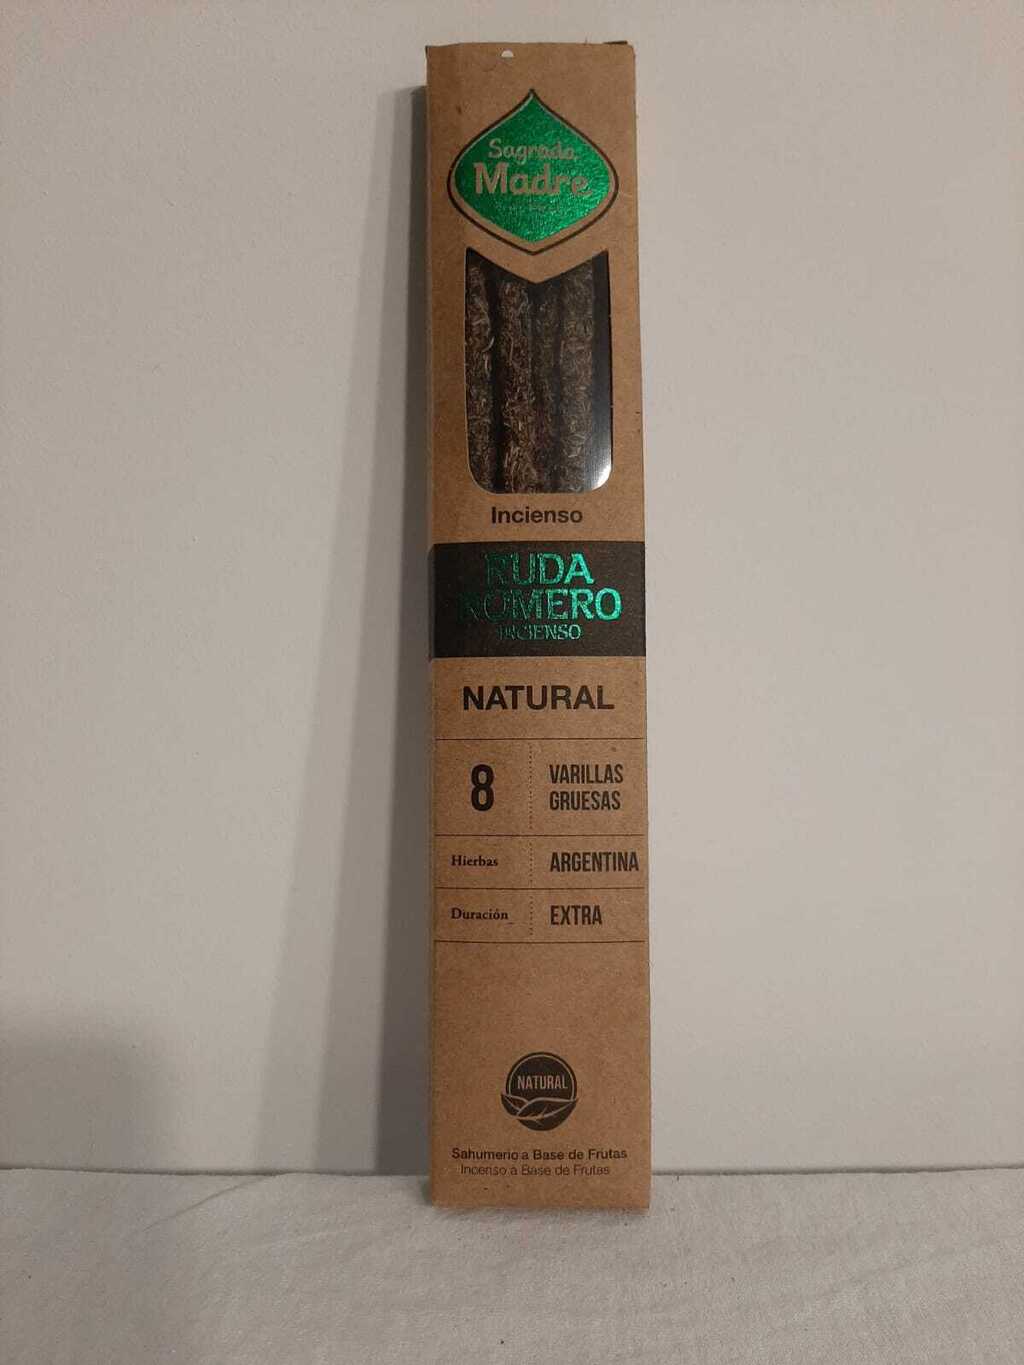 Sagrada
Madre
Incienso
RUDA
ROMERO
INCIENSO
NATURAL
8 VARILLAS
GRUESAS
Hierbas ARGENTINA
Duración EXTRA
NATURAL
Sahumerio a Base de Frutas
Incenso à Base de Frutas